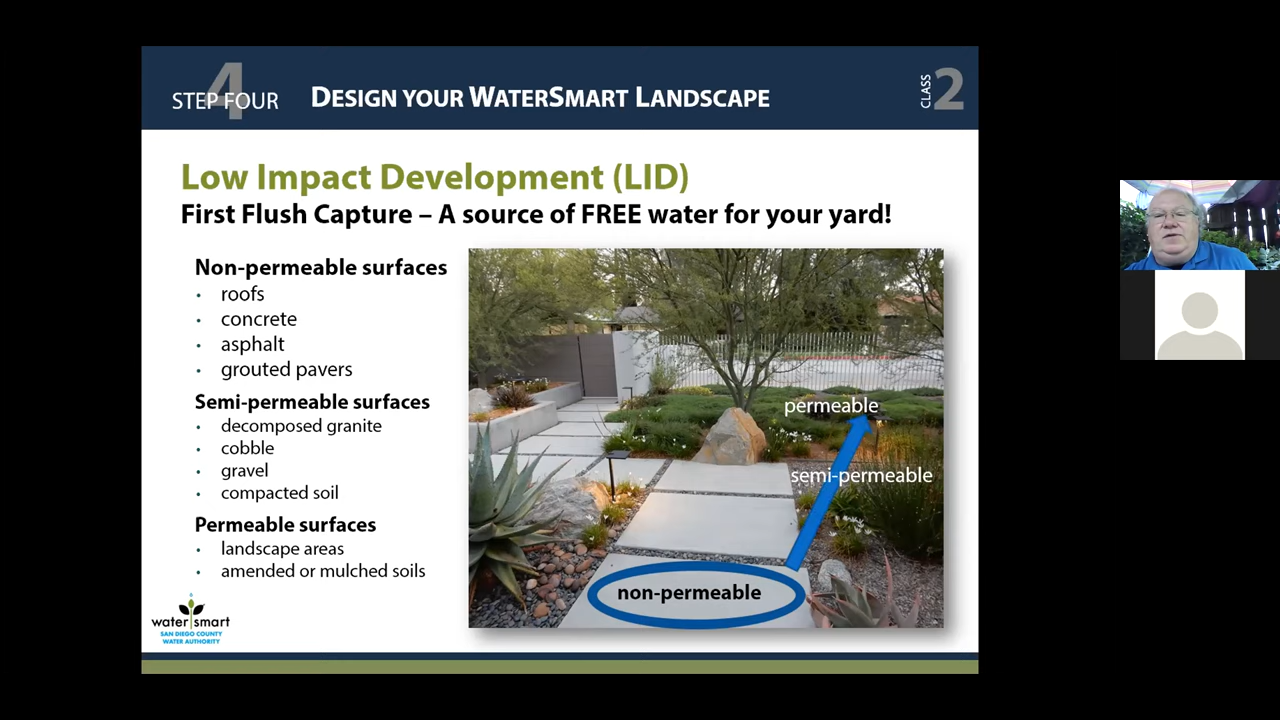 STEP FOUR
4
DESIGN YOUR WATERSMART LANDSCAPE
CLASS
2
Low Impact Development (LID)
First Flush Capture – A source of FREE water for your yard!
Non-permeable surfaces
• roofs
• concrete
• asphalt
• grouted pavers
Semi-permeable surfaces
• decomposed granite
• cobble
• gravel
• compacted soil
Permeable surfaces
• landscape areas
• amended or mulched soils
permeable
semi-permeable
non-permeable
water smart
SAN DIEGO COUNTY
WATER AUTHORITY